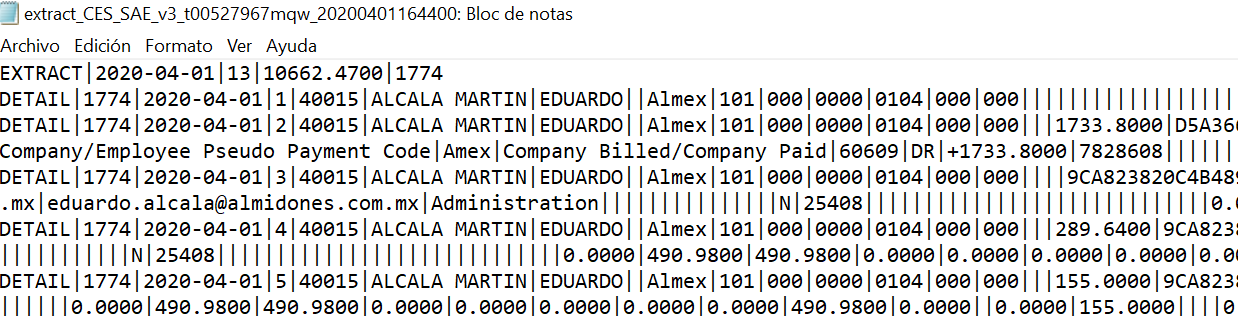 extract_CES_SAE_v3_t00527967mqw_20200401164400: Bloc de notas
Archivo Edición Formato Ver Ayuda
EXTRACT|2020-04-01|13|10662.4700|1774
DETAIL|1774|2020-04-01|1|40015|ALCALA MARTIN|EDUARDO||Almex|101|000|0000|0104|000|000||||||||||||||||||
DETAIL|1774|2020-04-01|2|40015|ALCALA MARTIN|EDUARDO||Almex|101|000|0000|0104|000|000|||1733.8000|D5A36
Company/Employee Pseudo Payment Code|Amex|Company Billed/Company Paid|60609|DR|+1733.8000|7828608||||||
DETAIL|1774|2020-04-01|3|40015|ALCALA MARTIN|EDUARDO||Almex|101|000|0000|0104|000|000||||9CA823820C4B489
.mx|eduardo.alcala@almidones.com.mx|Administration|||||||||||||||N|25408|||||||||||||||||||||||||||||0.0
DETAIL|1774|2020-04-01|4|40015|ALCALA MARTIN|EDUARDO||Almex|101|000|0000|0104|000|000|||289.6400|9CA8238
|||||||||||N|25408|||||||||||||||||||||||||||||0.0000|490.9800|490.9800|0.0000|0.0000|0.0000|0.0000|0.00
DETAIL|1774|2020-04-01|5|40015|ALCALA MARTIN|EDUARDO||Almex|101|000|0000|0104|000|000|||155.0000|9CA8238
||||||0.0000|490.9800|490.9800|0.0000|0.0000|0.0000|0.0000|0.0000|490.9800|0.0000||0.0000|155.0000||||0